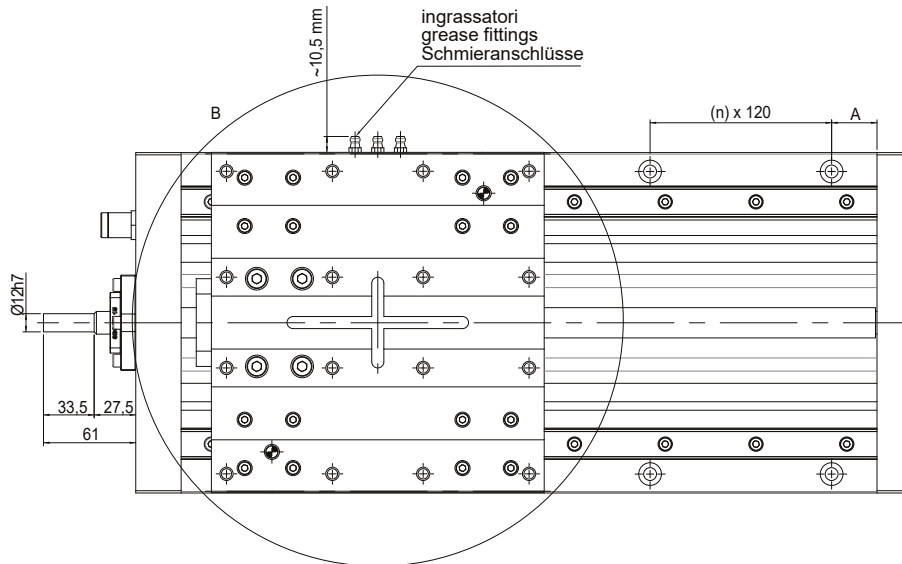 ingrassatori
grease fittings
Schmieranschlüsse
~10,5 mm
B
(n) x 120
A
Ø12h7
33,5
27,5
61